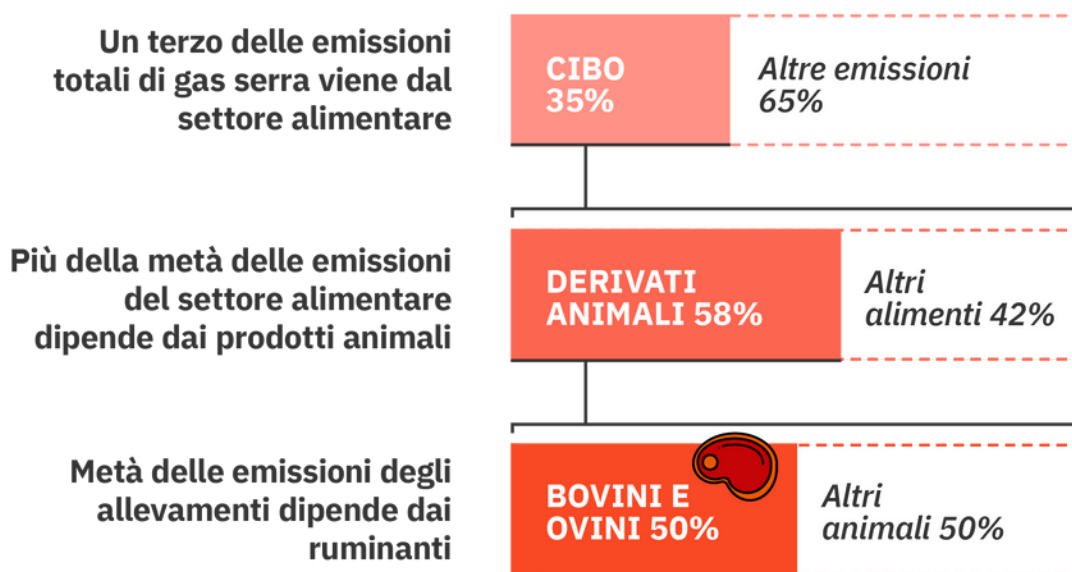 Un terzo delle emissioni
totali di gas serra viene dal
settore alimentare
CIBO
35%
Altre emissioni
65%
Più della metà delle emissioni
del settore alimentare
dipende dai prodotti animali
DERIVATI
ANIMALI 58%
Altri
alimenti 42%
Metà delle emissioni degli
allevamenti dipende dai
ruminanti
BOVINI E
OVINI 50%
Altri
animali 50%